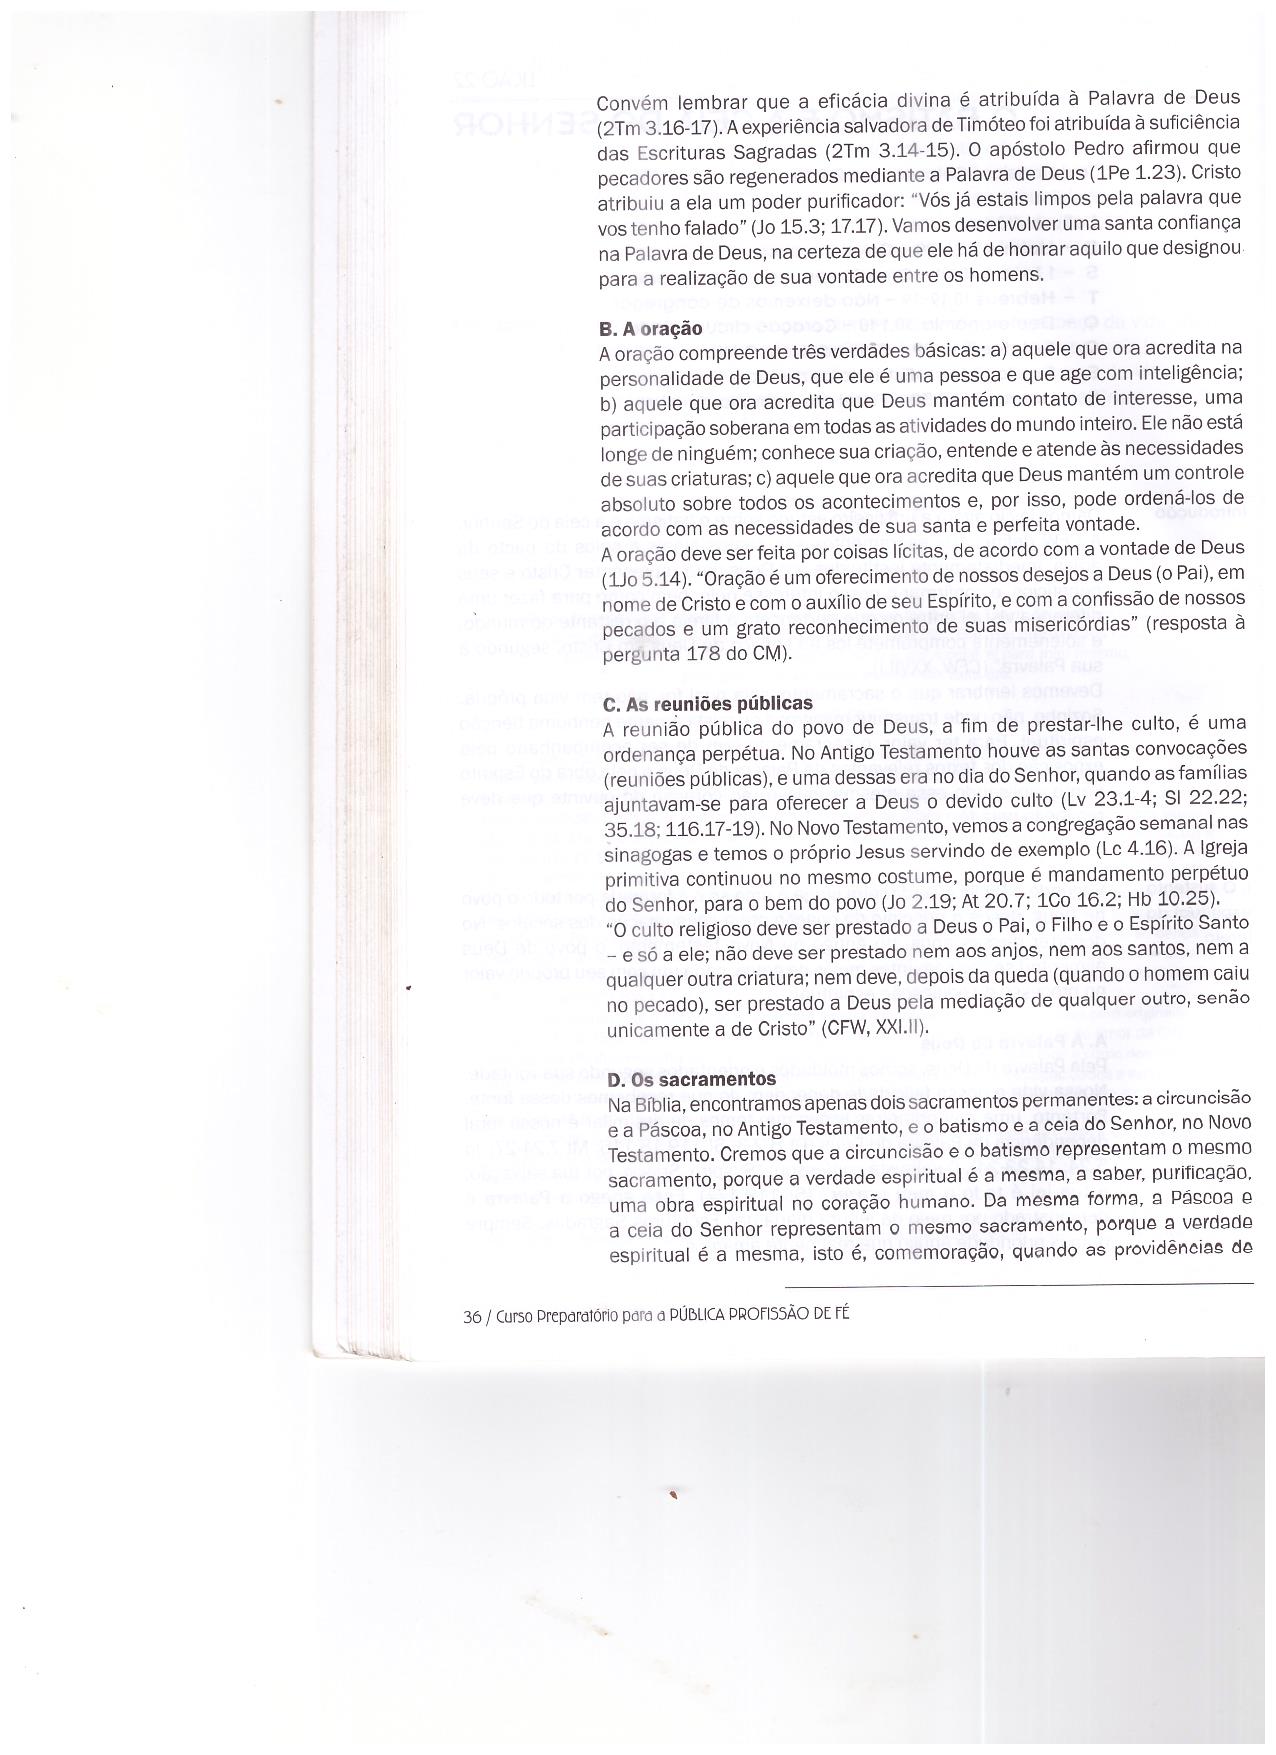 Convém lembrar que a eficácia divina é atribuída à Palavra de Deus
(2Tm 3.16-17). A experiência salvadora de Timóteo foi atribuída à suficiência
das Escrituras Sagradas (2Tm 3.14-15). O apóstolo Pedro afirmou que
pecadores são regenerados mediante a Palavra de Deus (1Pe 1.23). Cristo
atribuiu a ela um poder purificador: “Vós já estais limpos pela palavra que
vos tenho falado” (Jo 15.3; 17.17). Vamos desenvolver uma santa confiança
na Palavra de Deus, na certeza de que ele há de honrar aquilo que designou
para a realização de sua vontade entre os homens.
B. A oração
A oração compreende três verdades básicas: a) aquele que ora acredita na
personalidade de Deus, que ele é uma pessoa e que age com inteligência;
b) aquele que ora acredita que Deus mantém contato de interesse, uma
participação soberana em todas as atividades do mundo inteiro. Ele não está
longe de ninguém; conhece sua criação, entende e atende às necessidades
de suas criaturas; c) aquele que ora acredita que Deus mantém um controle
absoluto sobre todos os acontecimentos e, por isso, pode ordená-los de
acordo com as necessidades de sua santa e perfeita vontade.
A oração deve ser feita por coisas lícitas, de acordo com a vontade de Deus
(1Jo 5.14). “Oração é um oferecimento de nossos desejos a Deus (o Pai), em
nome de Cristo e com o auxílio de seu Espírito, e com a confissão de nossos
pecados e um grato reconhecimento de suas misericórdias” (resposta à
pergunta 178 do CM).
C. As reuniões públicas
A reunião pública do povo de Deus, a fim de prestar-lhe culto, é uma
ordenança perpétua. No Antigo Testamento houve as santas convocações
(reuniões públicas), e uma dessas era no dia do Senhor, quando as famílias
ajuntavam-se para oferecer a Deus o devido culto (Lv 23.1-4; Sl 22.22;
35.18; 116.17-19). No Novo Testamento, vemos a congregação semanal nas
sinagogas e temos o próprio Jesus servindo de exemplo (Lc 4.16). A Igreja
primitiva continuou no mesmo costume, porque é mandamento perpétuo
do Senhor, para o bem do povo (Jo 2.19; At 20.7; 1Co 16.2; Hb 10.25).
“O culto religioso deve ser prestado a Deus o Pai, o Filho e o Espírito Santo
– e só a ele; não deve ser prestado nem aos anjos, nem aos santos, nem a
qualquer outra criatura; nem deve, depois da queda (quando o homem caiu
no pecado), ser prestado a Deus pela mediação de qualquer outro, senão
unicamente a de Cristo” (CFW, XXI.II).
D. Os sacramentos
Na Bíblia, encontramos apenas dois sacramentos permanentes: a circuncisão
e a Páscoa, no Antigo Testamento, e o batismo e a ceia do Senhor, no Novo
Testamento. Cremos que a circuncisão e o batismo representam o mesmo
sacramento, porque a verdade espiritual é a mesma, a saber, purificação,
uma obra espiritual no coração humano. Da mesma forma, a Páscoa e
a ceia do Senhor representam o mesmo sacramento, porque a verdade
espiritual é a mesma, isto é, comemoração, quando as providências de
36 / Curso Preparatório para a PÚBLICA PROFISSÃO DE FÉ